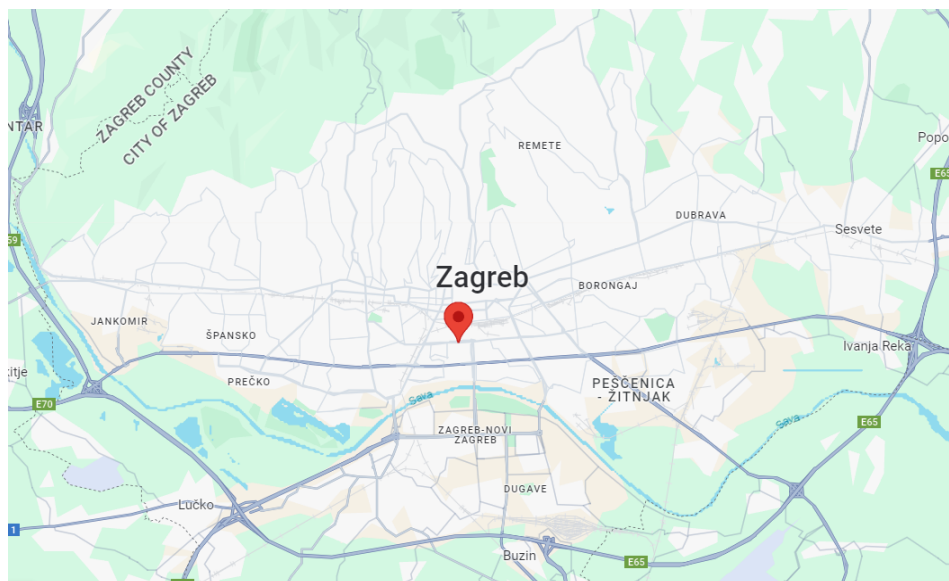 ZAGREB COUNTY
CITY OF ZAGREB
NTAR
REMETE
Popo
E65
DUBRAVA
Sesvete
59
Zagreb
BORONGAJ
JANKOMIR
ŠPANSKO
Ivanja Reka
kitje
PREČKO
PEŠČENICA
- ŽITNJAK
E70
Sava
Sava
E65
ZAGREB-NOVI
ZAGREB
DUGAVE
Lučko
1
Buzin
E65